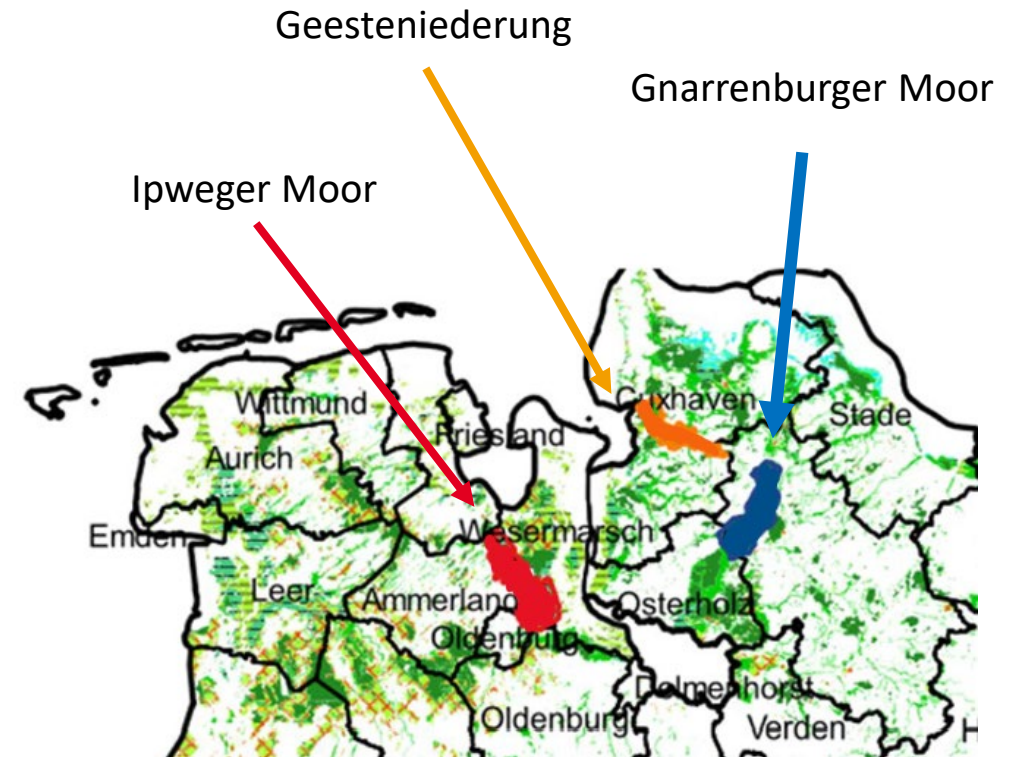 Geesteniederung
Gnarrenburger Moor
Ipweger Moor
Cuxhaven
Wittmund
Stade
Friesland
Aurich
Emden
Wesermarsch
Leer
Ammerland
Osterholz
Oldenburg
Delmenhorst
Oldenburg
Verden
H